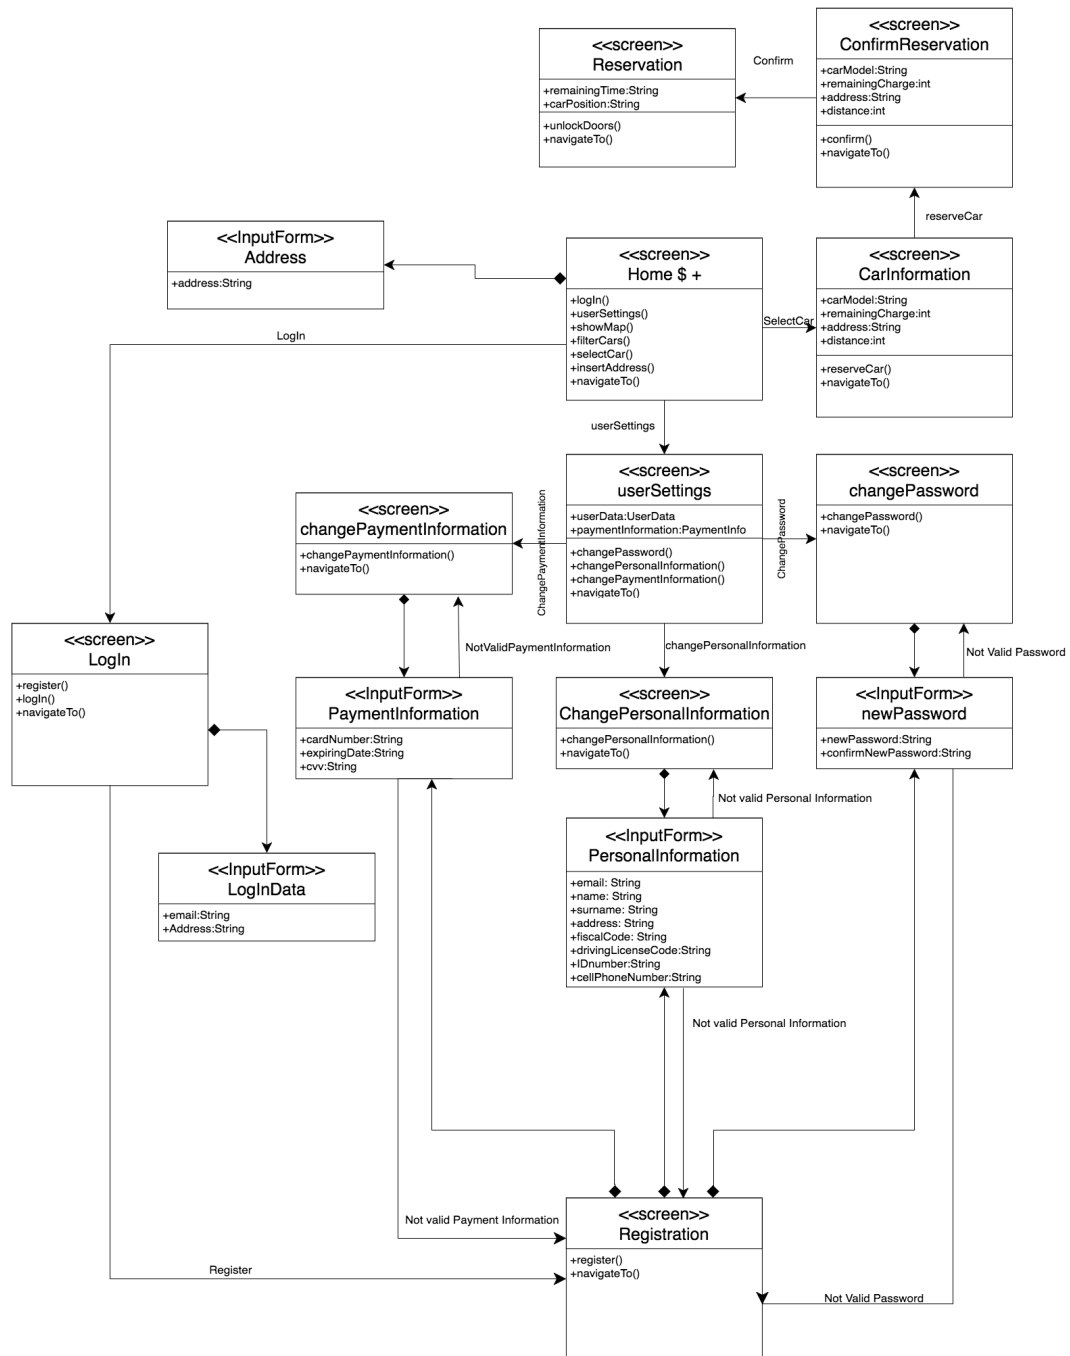 <<screen>>
Reservation
+remainingTime:String
+carPosition:String
+unlockDoors()
+navigateTo()
Confirm
<<screen>>
ConfirmReservation
+carModel:String
+remainingCharge:int
+address:String
+distance:int
+confirm()
+navigateTo()
reserveCar
<<InputForm>>
Address
+address:String
<<screen>>
Home $ +
+logIn()
+userSettings()
+showMap()
+filterCars()
+selectCar()
+insertAddress()
+navigateTo()
SelectCar
<<screen>>
CarInformation
+carModel:String
+remainingCharge:int
+address:String
+distance:int
+reserveCar()
+navigateTo()
LogIn
userSettings
<<screen>>
changePaymentInformation
+changePaymentInformation()
+navigateTo()
ChangePaymentInformation
<<screen>>
userSettings
+userData:UserData
+paymentInformation:PaymentInfo
+changePassword()
+changePersonalInformation()
+changePaymentInformation()
+navigateTo()
ChangePassword
<<screen>>
changePassword
+changePassword()
+navigateTo()
<<screen>>
LogIn
+register()
+logIn()
+navigateTo()
NotValidPaymentInformation
changePersonalInformation
Not Valid Password
<<InputForm>>
PaymentInformation
+cardNumber:String
+expiringDate:String
+cvv:String
<<screen>>
ChangePersonalInformation
+changePersonalInformation()
+navigateTo()
<<InputForm>>
newPassword
+newPassword:String
+confirmNewPassword:String
Not valid Personal Information
<<InputForm>>
PersonalInformation
+email: String
+name: String
+surname: String
+address: String
+fiscalCode: String
+drivingLicenseCode:String
+IDnumber:String
+cellPhoneNumber:String
<<InputForm>>
LogInData
+email:String
+Address:String
Not valid Personal Information
Not valid Payment Information
<<screen>>
Registration
+register()
+navigateTo()
Register
Not Valid Password